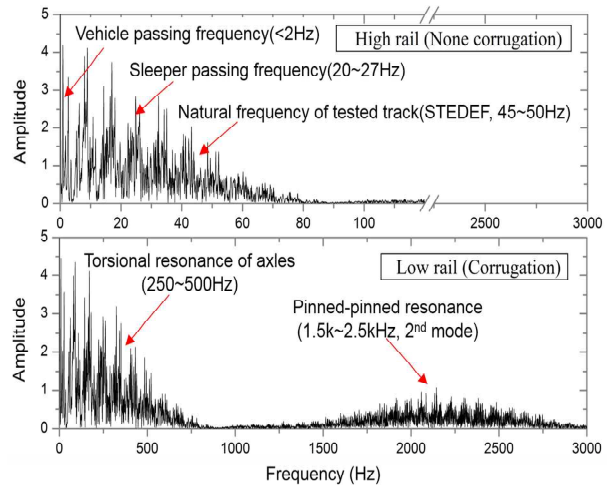 5
4
3
2
1
0
Amplitude
Vehicle passing frequency(<2Hz)
High rail (None corrugation)
Sleeper passing frequency(20~27Hz)
Natural frequency of tested track(STEDEF, 45~50Hz)
0 20 40 60 80 100 2500 3000
5
4
3
2
1
0
Amplitude
Torsional resonance of axles
(250~500Hz)
Low rail (Corrugation)
Pinned-pinned resonance
(1.5k~2.5kHz, 2nd mode)
0 500 1000 1500 2000 2500 3000
Frequency (Hz)